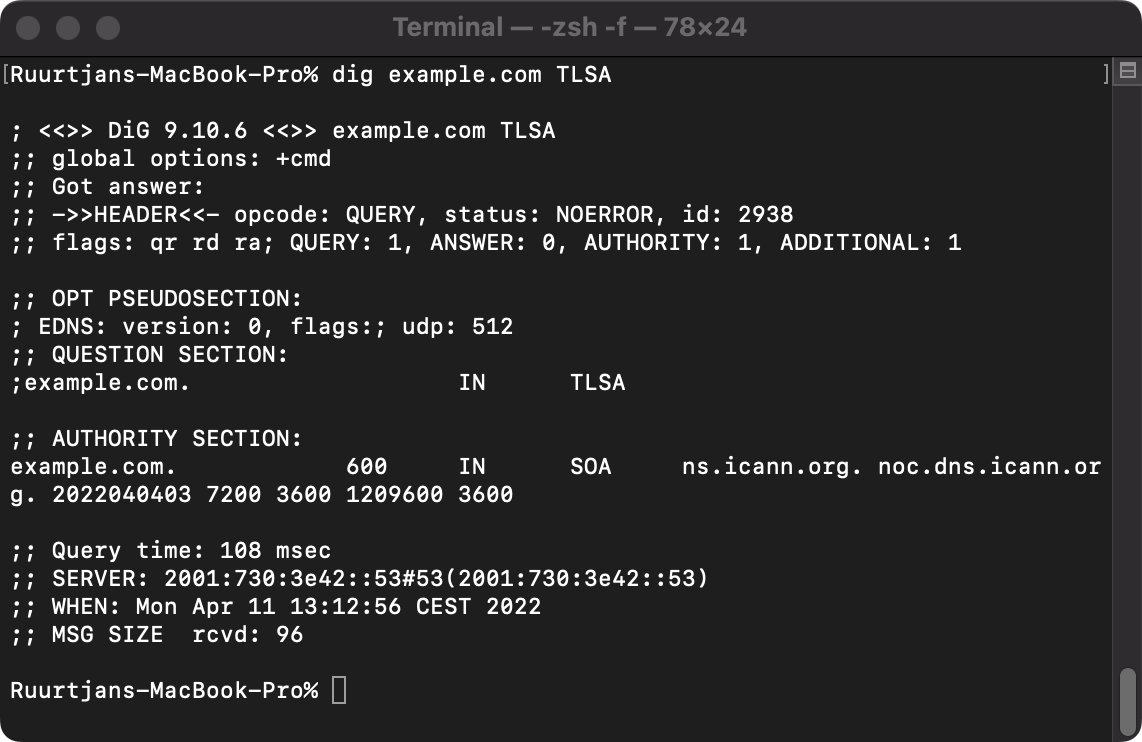 Terminal — -zsh -f — 78×24
[Ruurtjans-MacBook-Pro% dig example.com TLSA ]
; <<>> DiG 9.10.6 <<>> example.com TLSA
;; global options: +cmd
;; Got answer:
;; ->>HEADER<<- opcode: QUERY, status: NOERROR, id: 2938
;; flags: qr rd ra; QUERY: 1, ANSWER: 0, AUTHORITY: 1, ADDITIONAL: 1
;; OPT PSEUDOSECTION:
; EDNS: version: 0, flags:; udp: 512
;; QUESTION SECTION:
;example.com. IN TLSA
;; AUTHORITY SECTION:
example.com. 600 IN SOA ns.icann.org. noc.dns.icann.or
g. 2022040403 7200 3600 1209600 3600
;; Query time: 108 msec
;; SERVER: 2001:730:3e42::53#53(2001:730:3e42::53)
;; WHEN: Mon Apr 11 13:12:56 CEST 2022
;; MSG SIZE  rcvd: 96
Ruurtjans-MacBook-Pro%